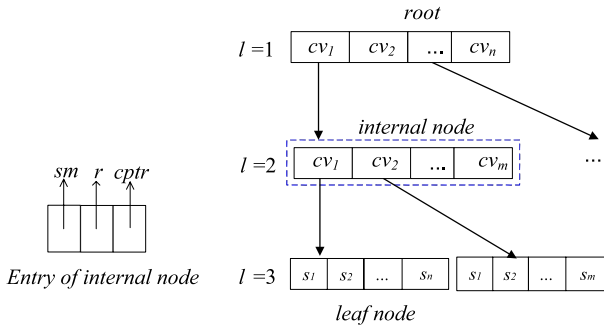 root
l =1 cv1 cv2 ... cvn
internal node
l =2 cv1 cv2 ... cvm ...
sm r cptr
Entry of internal node
l =3 s1 s2 ... sn s1 s2 ... sm
leaf node